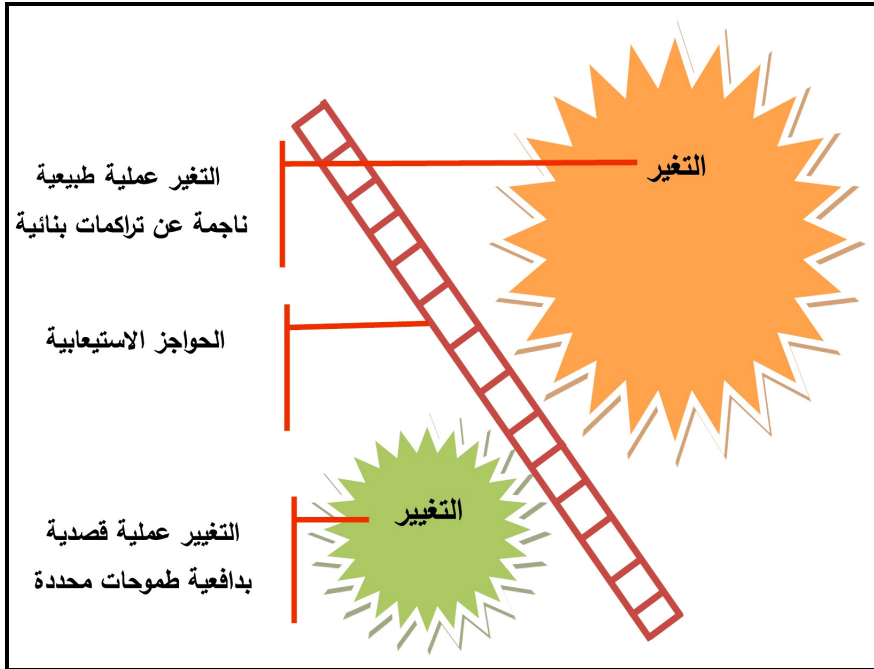 التغير
التغير عملية طبيعية
ناجمة عن تراكمات بنائية
الحواجز الاستيعابية
التغيير
التغيير عملية قصدية
بدافعية طموحات محددة